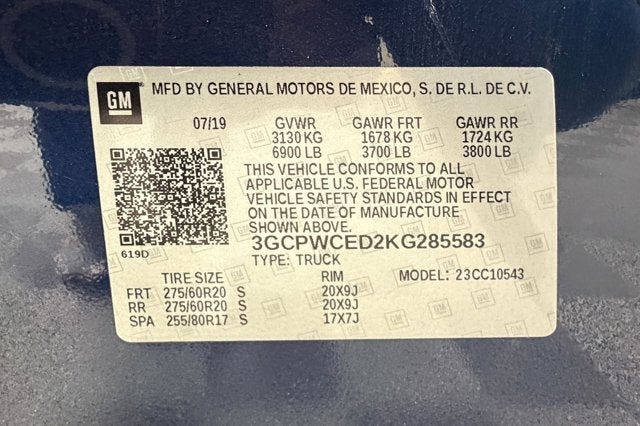 GM MFD BY GENERAL MOTORS DE MEXICO, S. DE R.L. DE C.V.
07/19 GVWR GAWR FRT GAWR RR
3130 KG 1678 KG 1724 KG
6900 LB 3700 LB 3800 LB
THIS VEHICLE CONFORMS TO ALL
APPLICABLE U.S. FEDERAL MOTOR
VEHICLE SAFETY STANDARDS IN EFFECT
ON THE DATE OF MANUFACTURE
SHOWN ABOVE.
619D 3GCPWCED2KG285583
TYPE: TRUCK MODEL: 23CC10543
TIRE SIZE RIM
FRT 275/60R20 S 20X9J
RR 275/60R20 S 20X9J
SPA 255/80R17 S 17X7J